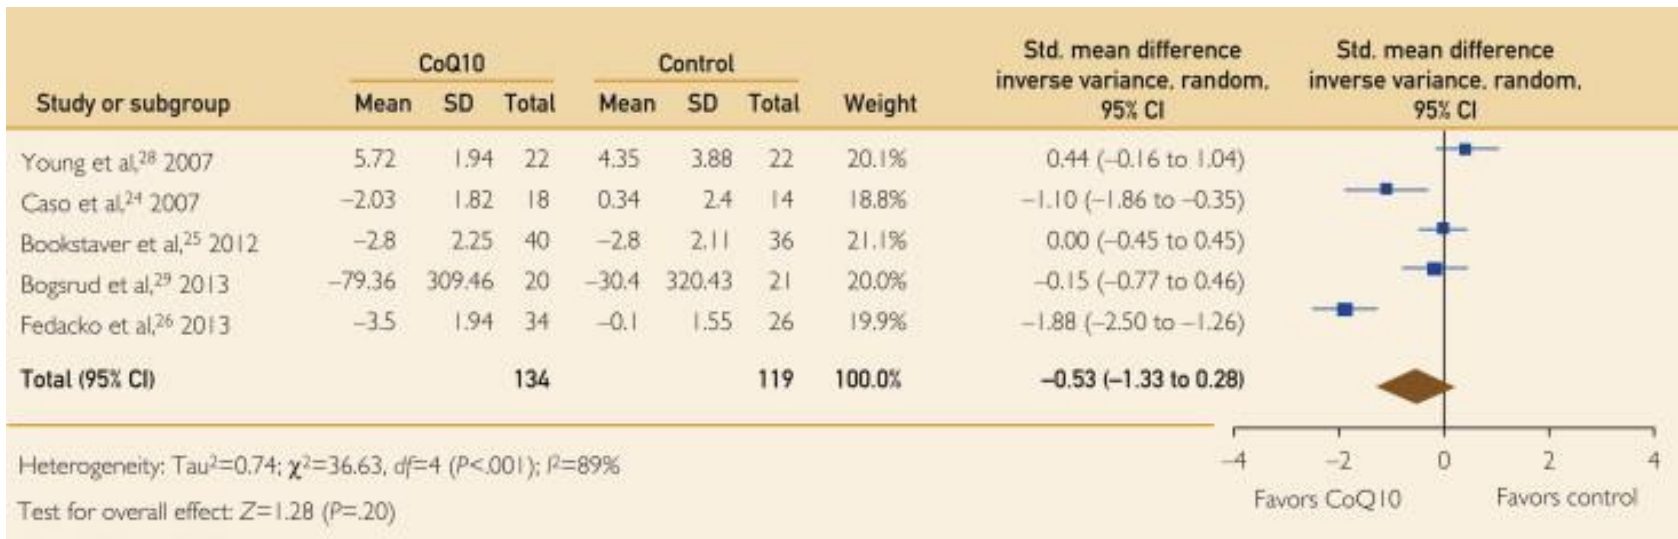 CoQ10 Control Std. mean difference inverse variance, random, 95% CI Std. mean difference inverse variance, random, 95% CI
Study or subgroup Mean SD Total Mean SD Total Weight
Young et al,28 2007 5.72 1.94 22 4.35 3.88 22 20.1% 0.44 (–0.16 to 1.04)
Caso et al,24 2007 –2.03 1.82 18 0.34 2.4 14 18.8% –1.10 (–1.86 to –0.35)
Bookstaver et al,25 2012 –2.8 2.25 40 –2.8 2.11 36 21.1% 0.00 (–0.45 to 0.45)
Bogsrud et al,29 2013 –79.36 309.46 20 –30.4 320.43 21 20.0% –0.15 (–0.77 to 0.46)
Fedacko et al,26 2013 –3.5 1.94 34 –0.1 1.55 26 19.9% –1.88 (–2.50 to –1.26)
Total (95% CI) 134 119 100.0% –0.53 (–1.33 to 0.28)
Heterogeneity: Tau2=0.74; χ2=36.63, df=4 (P<.001); I2=89%
Test for overall effect: Z=1.28 (P=.20)
–4 –2 0 2 4
Favors CoQ10 Favors control